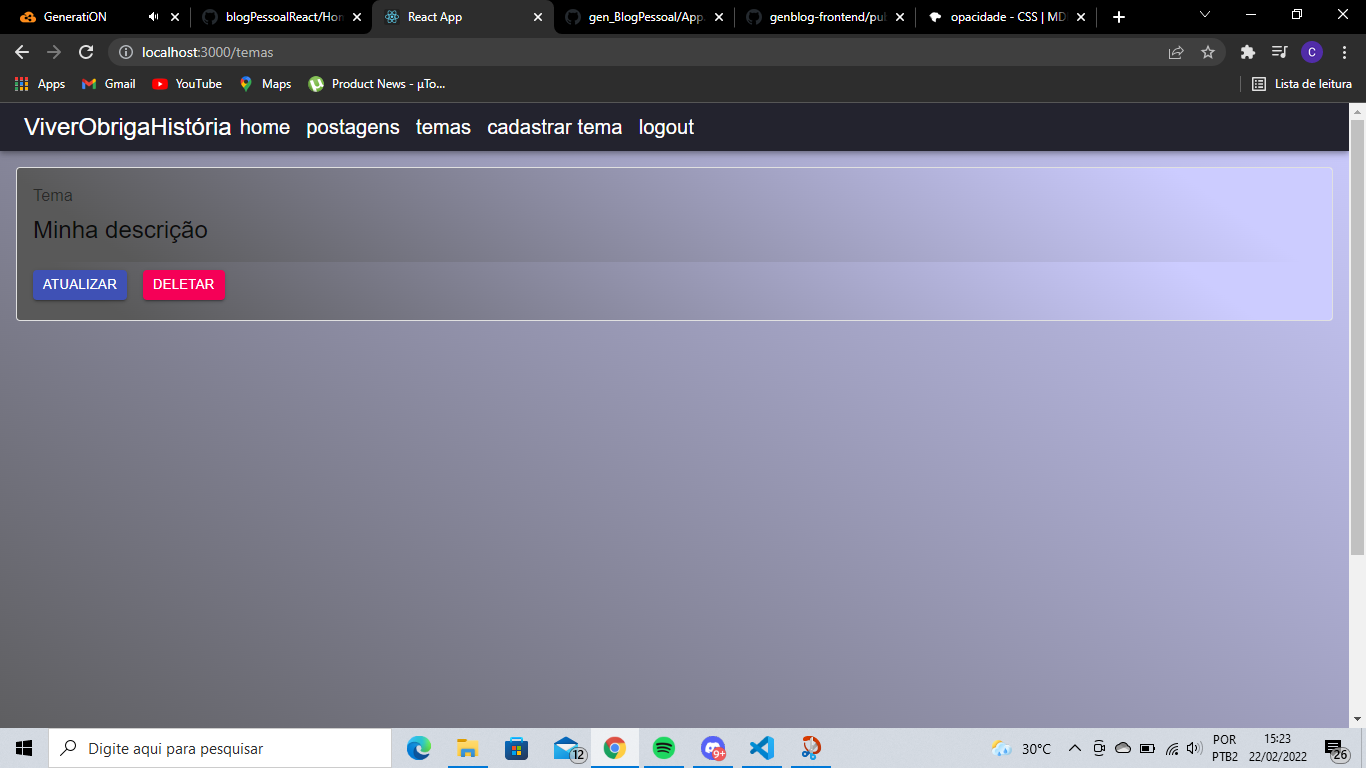 GeneratiON
blogPessoalReact/Hor
React App
gen_BlogPessoal/App.
genblog-frontend/pul
opacidade - CSS | MD
localhost:3000/temas
C
Apps
Gmail
YouTube
Maps
Product News - µTo...
Lista de leitura
ViverObrigaHistória
home
postagens
temas
cadastrar tema
logout
Tema
Minha descrição
ATUALIZAR
DELETAR
Digite aqui para pesquisar
12
9+
30°C
POR
PTB2
15:23
22/02/2022
26